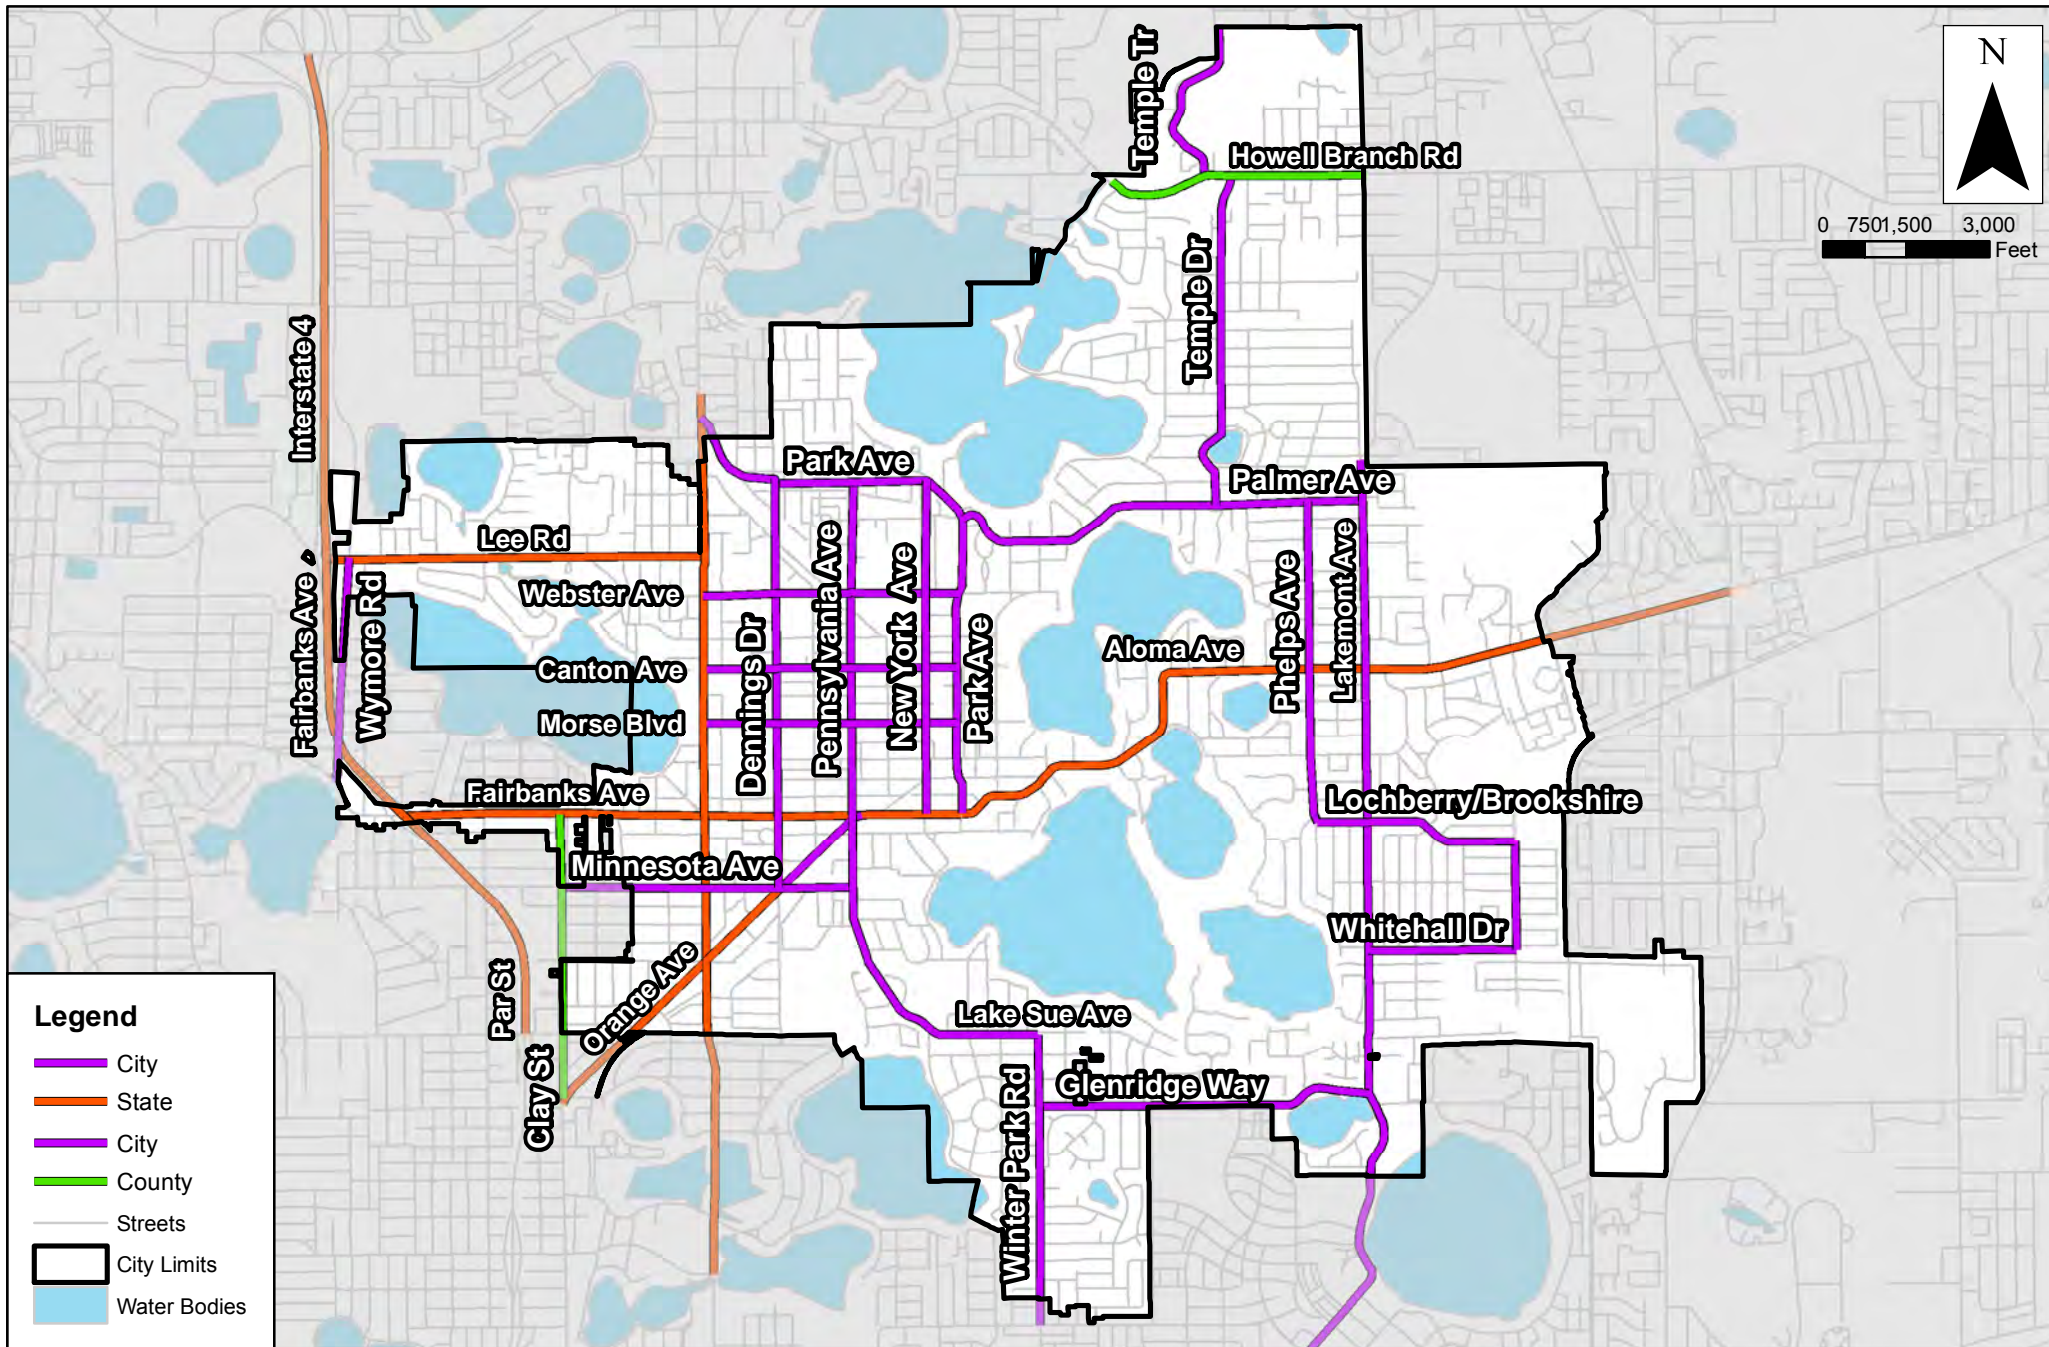 Temple Tr
N
Howell Branch Rd
0 750 1,500 3,000
Feet
Temple Dr
Interstate 4
Park Ave
Palmer Ave
Lee Rd
Webster Ave
Fairbanks Ave
Wymore Rd
Pennsylvania Ave
New York Ave
Phelps Ave
Lakemont Ave
Dennings Dr
Park Ave
Canton Ave
Aloma Ave
Morse Blvd
Fairbanks Ave
Lochberry/Brookshire
Minnesota Ave
Whitehall Dr
Par St
Orange Ave
Lake Sue Ave
Clay St
Winter Park Rd
Glenridge Way
Legend
City
State
City
County
Streets
City Limits
Water Bodies